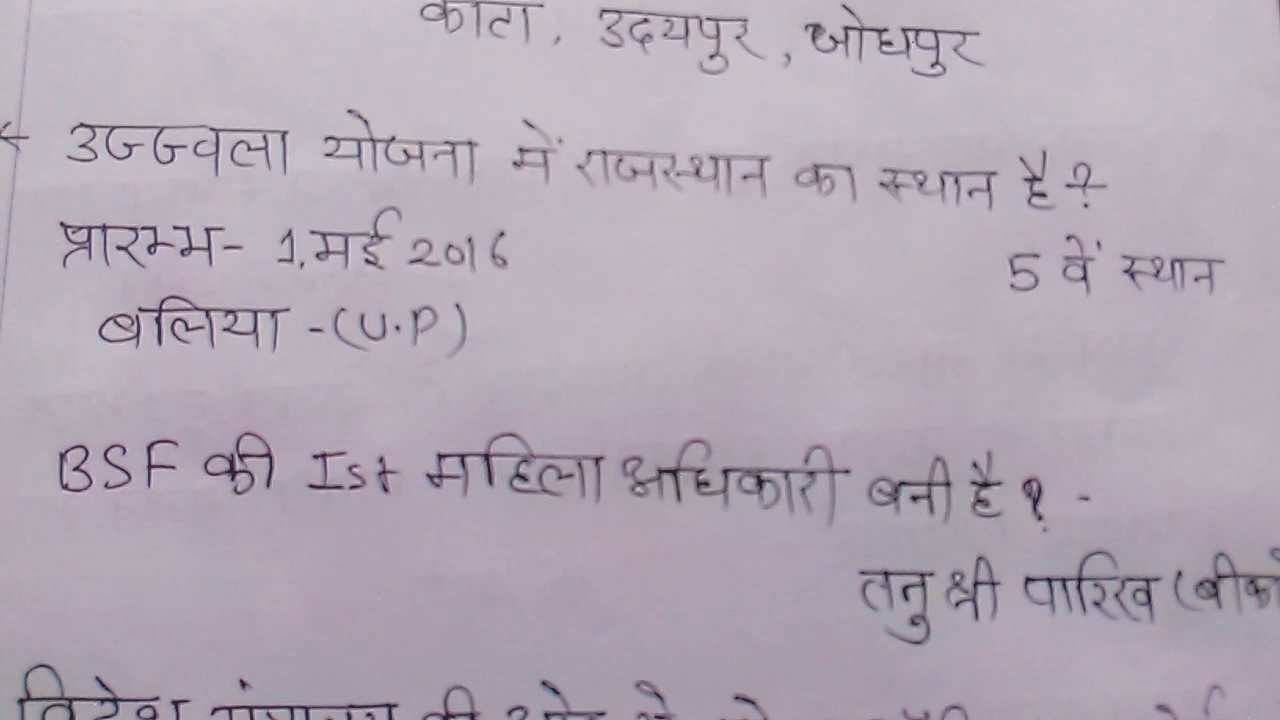 कोटा, उदयपुर, जोधपुर
उज्ज्वला योजना में राजस्थान का स्थान है?
प्रारम्भ- 1.मई 2016
5 वें स्थान
बलिया -(U.P)
BSF की Ist महिला अधिकारी बनी है? -
तनु श्री पारिख (बीका
विदेश की